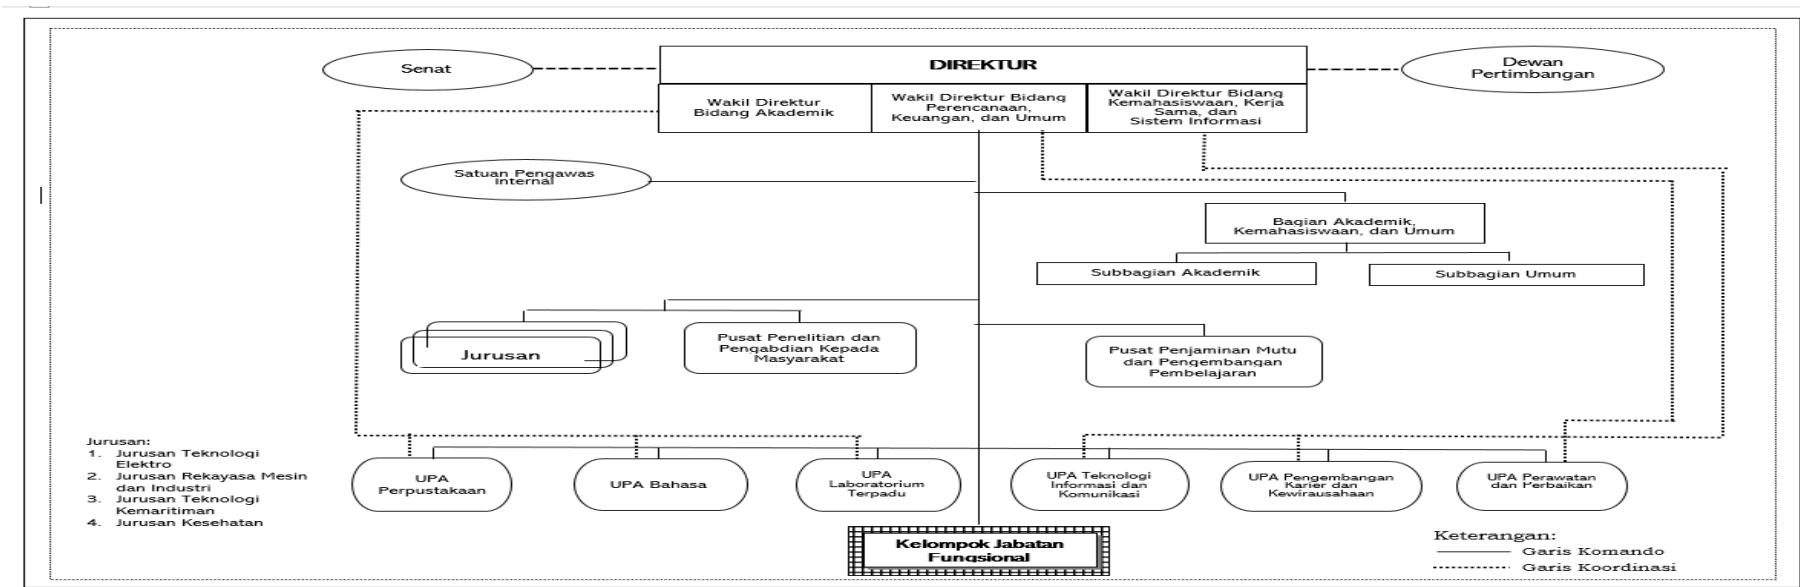 DIREKTUR
Senat
Dewan
Pertimbangan
Wakil Direktur
Bidang Akademik
Wakil Direktur Bidang
Perencanaan,
Keuangan, dan Umum
Wakil Direktur Bidang
Kemahasiswaan, Kerja
Sama, dan
Sistem Informasi
Satuan Pengawas
Internal
Bagian Akademik,
Kemahasiswaan, dan Umum
Subbagian Akademik
Subbagian Umum
Jurusan
Pusat Penelitian dan
Pengabdian Kepada
Masyarakat
Pusat Penjaminan Mutu
dan Pengembangan
Pembelajaran
Jurusan:
1. Jurusan Teknologi
Elektro
2. Jurusan Rekayasa Mesin
dan Industri
3. Jurusan Teknologi
Kemaritiman
4. Jurusan Kesehatan
UPA
Perpustakaan
UPA Bahasa
UPA
Laboratorium
Terpadu
UPA Teknologi
Informasi dan
Komunikasi
UPA Pengembangan
Karier dan
Kewirausahaan
UPA Perawatan
dan Perbaikan
Kelompok Jabatan
Fungsional
Keterangan:
Garis Komando
Garis Koordinasi